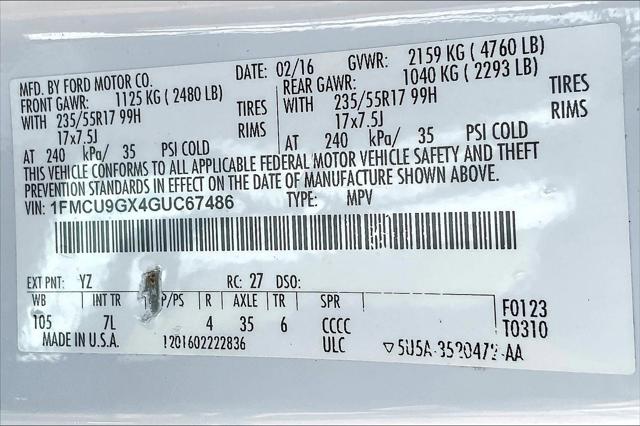 MFD. BY FORD MOTOR CO. DATE: 02/16 GVWR: 2159 KG ( 4760 LB)
FRONT GAWR: 1125 KG ( 2480 LB) REAR GAWR: 1040 KG ( 2293 LB)
WITH 235/55R17 99H TIRES WITH 235/55R17 99H TIRES
17x7.5J RIMS 17x7.5J RIMS
AT 240 kPa/ 35 PSI COLD AT 240 kPa/ 35 PSI COLD
THIS VEHICLE CONFORMS TO ALL APPLICABLE FEDERAL MOTOR VEHICLE SAFETY AND THEFT
PREVENTION STANDARDS IN EFFECT ON THE DATE OF MANUFACTURE SHOWN ABOVE.
VIN: 1FMCU9GX4GUC67486 TYPE: MPV
EXT PNT: YZ RC: 27 DSO:
WB INT TR P/PS R AXLE TR SPR F0123
105 7L 4 35 6 CCCC T0310
MADE IN U.S.A. 1201602222836 ULC 5U5A-3520472-AA